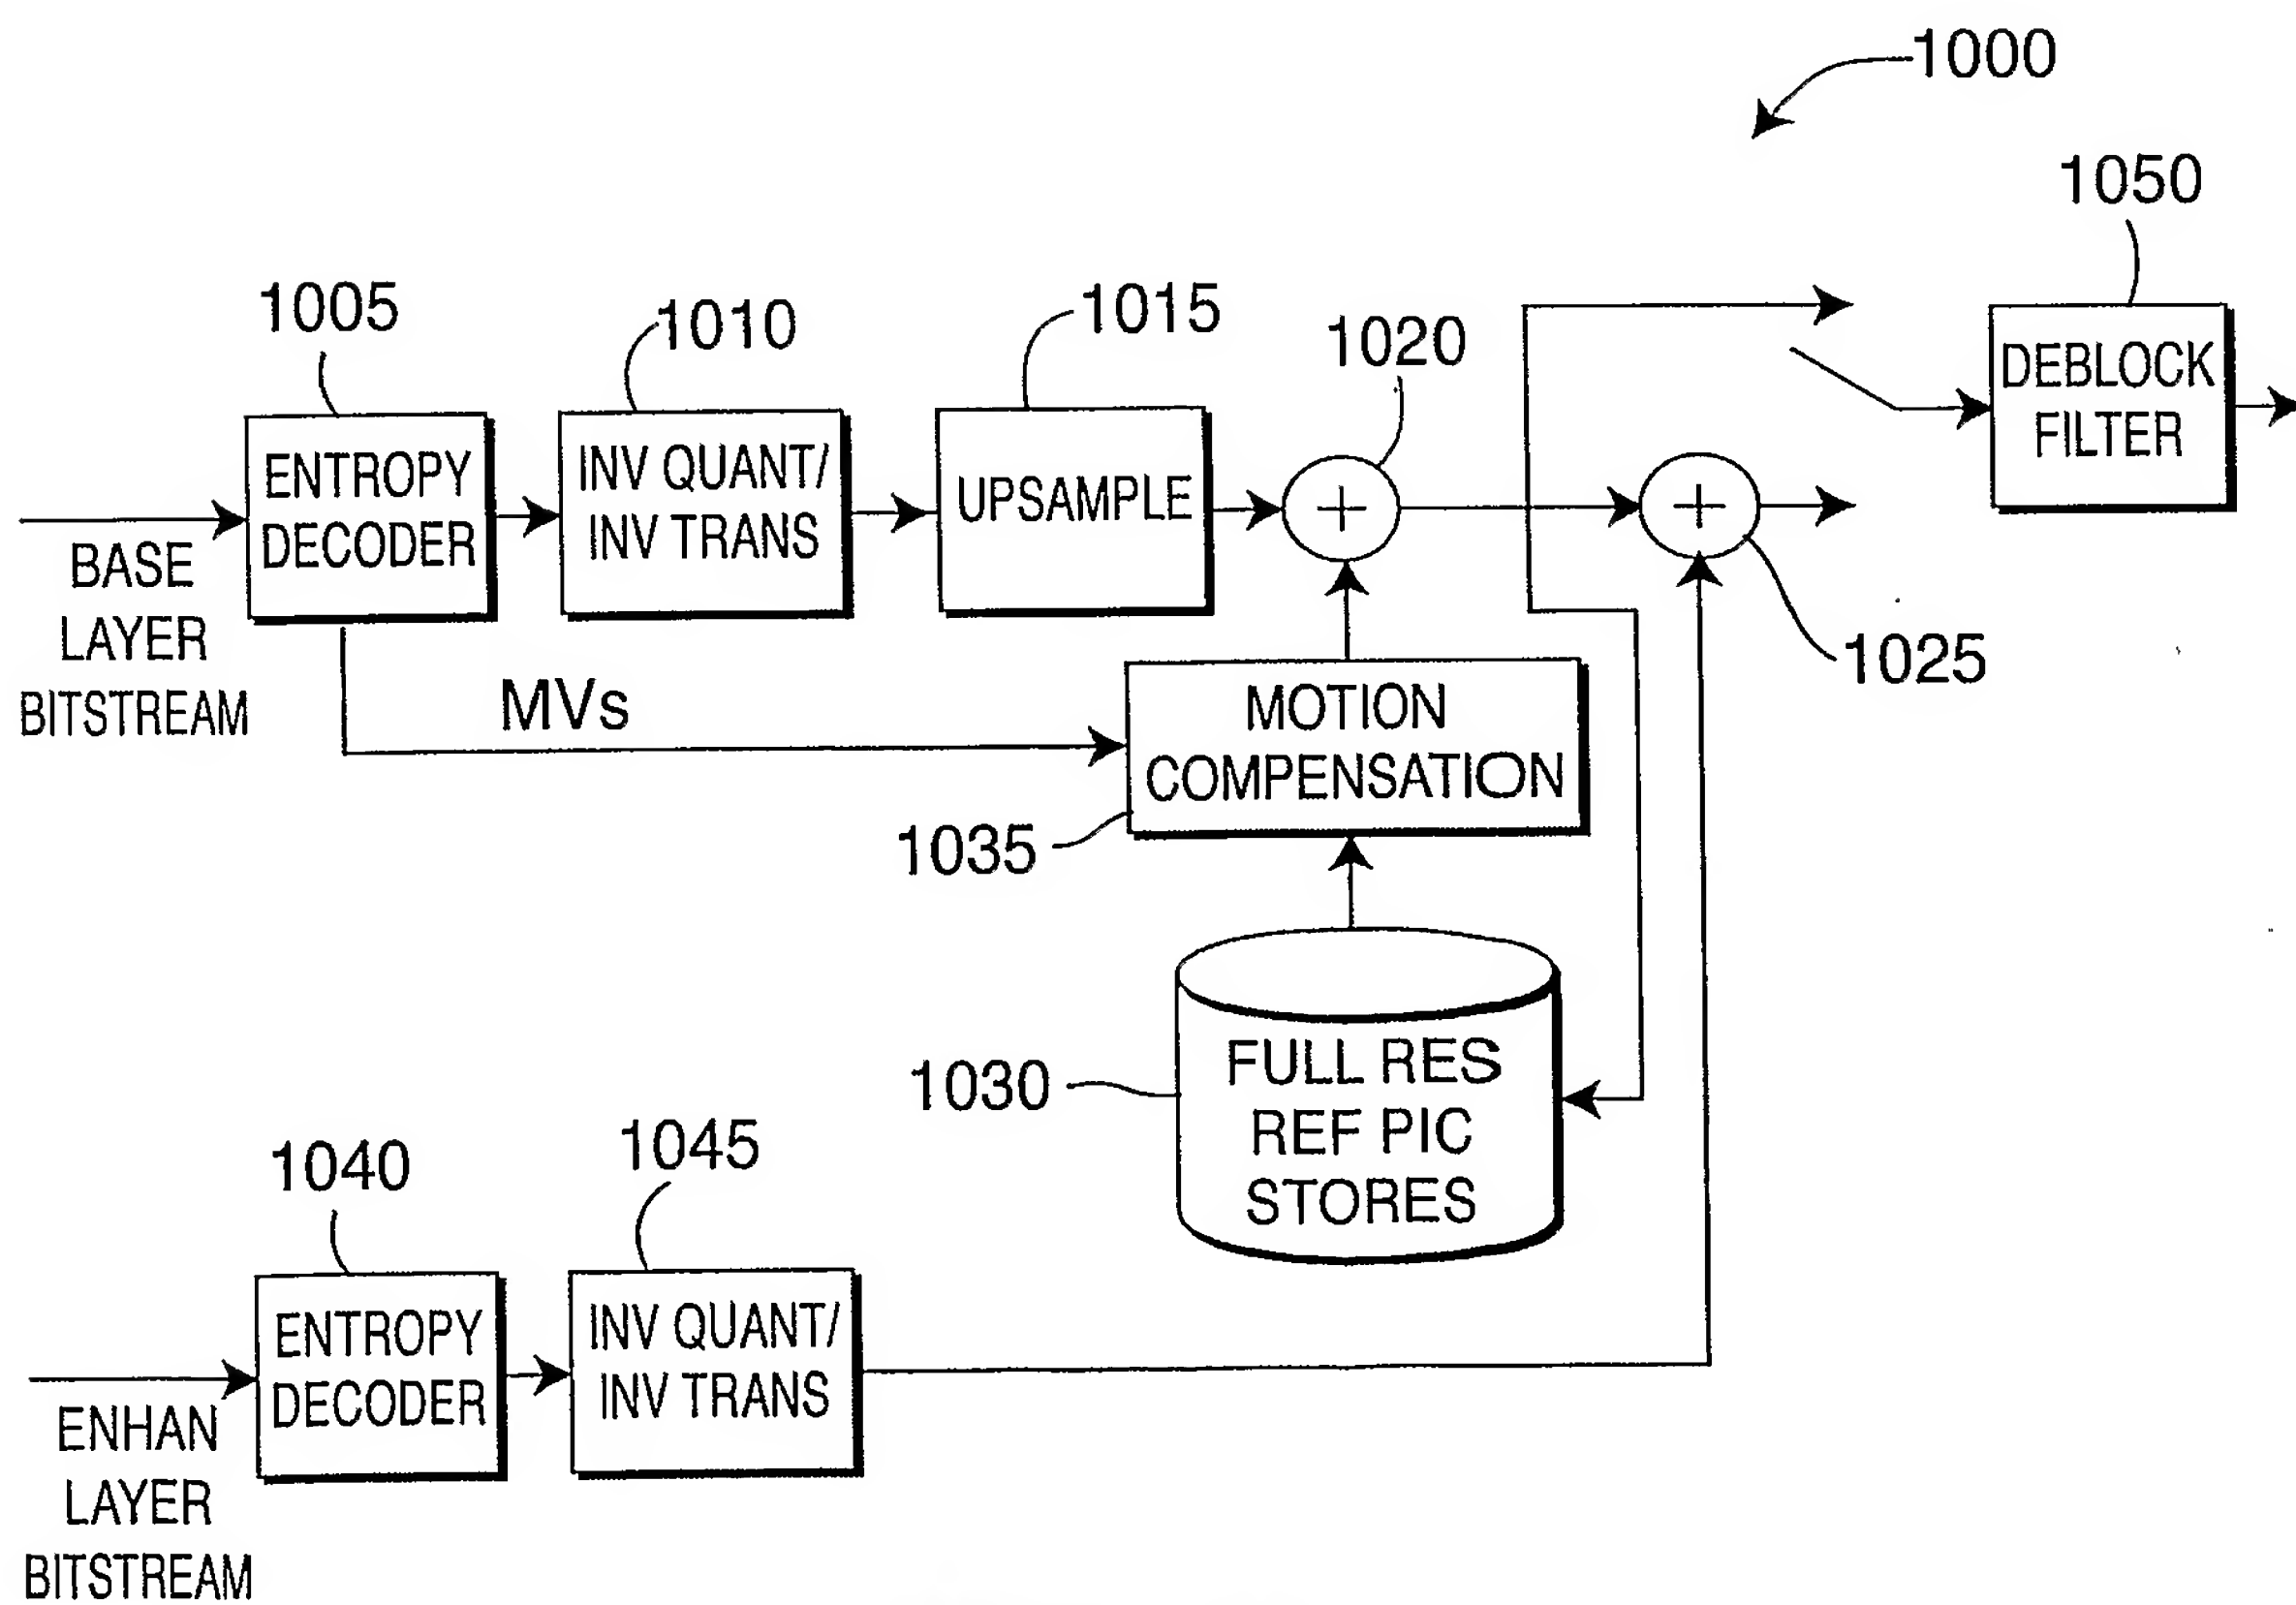 1000
1050
1005
1010
1015
1020
DEBLOCK
FILTER
ENTROPY
DECODER
INV QUANT/
INV TRANS
UPSAMPLE
+
+
BASE
LAYER
BITSTREAM
MVs
MOTION
COMPENSATION
1025
1035
1030
FULL RES
REF PIC
STORES
1040
1045
ENTROPY
DECODER
INV QUANT/
INV TRANS
ENHAN
LAYER
BITSTREAM